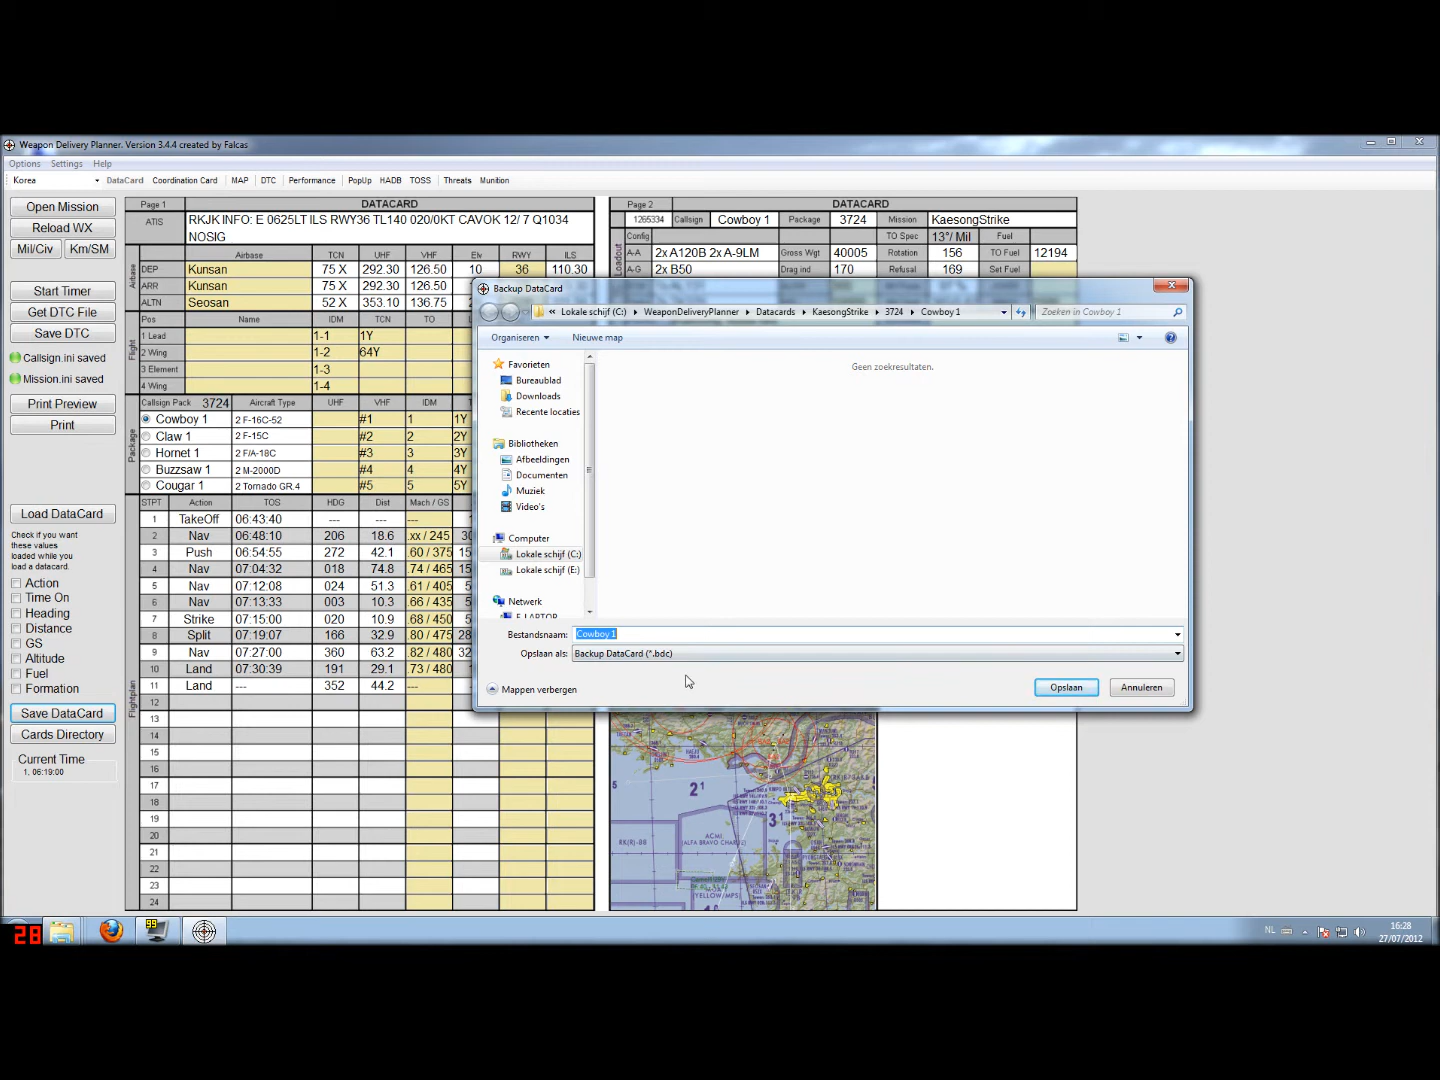 Weapon Delivery Planner. Version 3.4.4 created by Falcas
Options Settings Help
Korea DataCard Coordination Card MAP DTC Performance PopUp HADB TOSS Threats Munition
Open Mission
Reload WX
Mil/Civ Km/SM
Start Timer
Get DTC File
Save DTC
Callsign.ini saved
Mission.ini saved
Print Preview
Print
Load DataCard
Check if you want
these values
loaded while you
load a datacard.
Action
Time On
Heading
Distance
GS
Altitude
Fuel
Formation
Save DataCard
Cards Directory
Current Time
1, 06:19:00
Page 1 DATACARD
ATIS RKJK INFO: E 0625LT ILS RWY36 TL140 020/0KT CAVOK 12/ 7 Q1034
NOSIG
Airbase Airbase TCN UHF VHF Elv RWY ILS
DEP Kunsan 75 X 292.30 126.50 10 36 110.30
ARR Kunsan 75 X 292.30 126.50
ALTN Seosan 52 X 353.10 136.75
Flight Pos Name IDM TCN TO
1 Lead 1-1 1Y
2 Wing 1-2 64Y
3 Element 1-3
4 Wing 1-4
Package Callsign Pack 3724 Aircraft Type UHF VHF IDM
Cowboy 1 2 F-16C-52 #1 1 1Y
Claw 1 2 F-15C #2 2 2Y
Hornet 1 2 F/A-18C #3 3 3Y
Buzzsaw 1 2 M-2000D #4 4 4Y
Cougar 1 2 Tornado GR.4 #5 5 5Y
Flightplan STPT Action TOS HDG Dist Mach / GS
1 TakeOff 06:43:40 --- --- ---
2 Nav 06:48:10 206 18.6 .xx / 245
3 Push 06:54:55 272 42.1 .60 / 375
4 Nav 07:04:32 018 74.8 .74 / 465
5 Nav 07:12:08 024 51.3 .61 / 405
6 Nav 07:13:33 003 10.3 .66 / 435
7 Strike 07:15:00 020 10.9 .68 / 450
8 Split 07:19:07 166 32.9 .80 / 475
9 Nav 07:27:00 360 63.2 .82 / 480
10 Land 07:30:39 191 29.1 .73 / 480
11 Land --- 352 44.2 ---
12
13
14
15
16
17
18
19
20
21
22
23
24
Page 2 DATACARD
1265334 Callsign Cowboy 1 Package 3724 Mission KaesongStrike
Loadout Config TO Spec 13°/ Mil Fuel
A-A 2x A120B 2x A-9LM Gross Wgt 40005 Rotation 156 TO Fuel 12194
A-G 2x B50 Drag ind 170 Refusal 169 Set Fuel
Backup DataCard
« Lokale schijf (C:) WeaponDeliveryPlanner Datacards KaesongStrike 3724 Cowboy 1 Zoeken in Cowboy 1
Organiseren Nieuwe map
Favorieten
Bureaublad
Downloads
Recente locaties
Bibliotheken
Afbeeldingen
Documenten
Muziek
Video's
Computer
Lokale schijf (C:)
Lokale schijf (E:)
Netwerk
Geen zoekresultaten.
Bestandsnaam: Cowboy 1
Opslaan als: Backup DataCard (*.bdc)
Mappen verbergen Opslaan Annuleren
2¹
3¹
ACMI
(ALFA BRAVO CHARLIE)
RK(R)-88
(YELLOW/MPS)
28
99
NL
16:28
27/07/2012